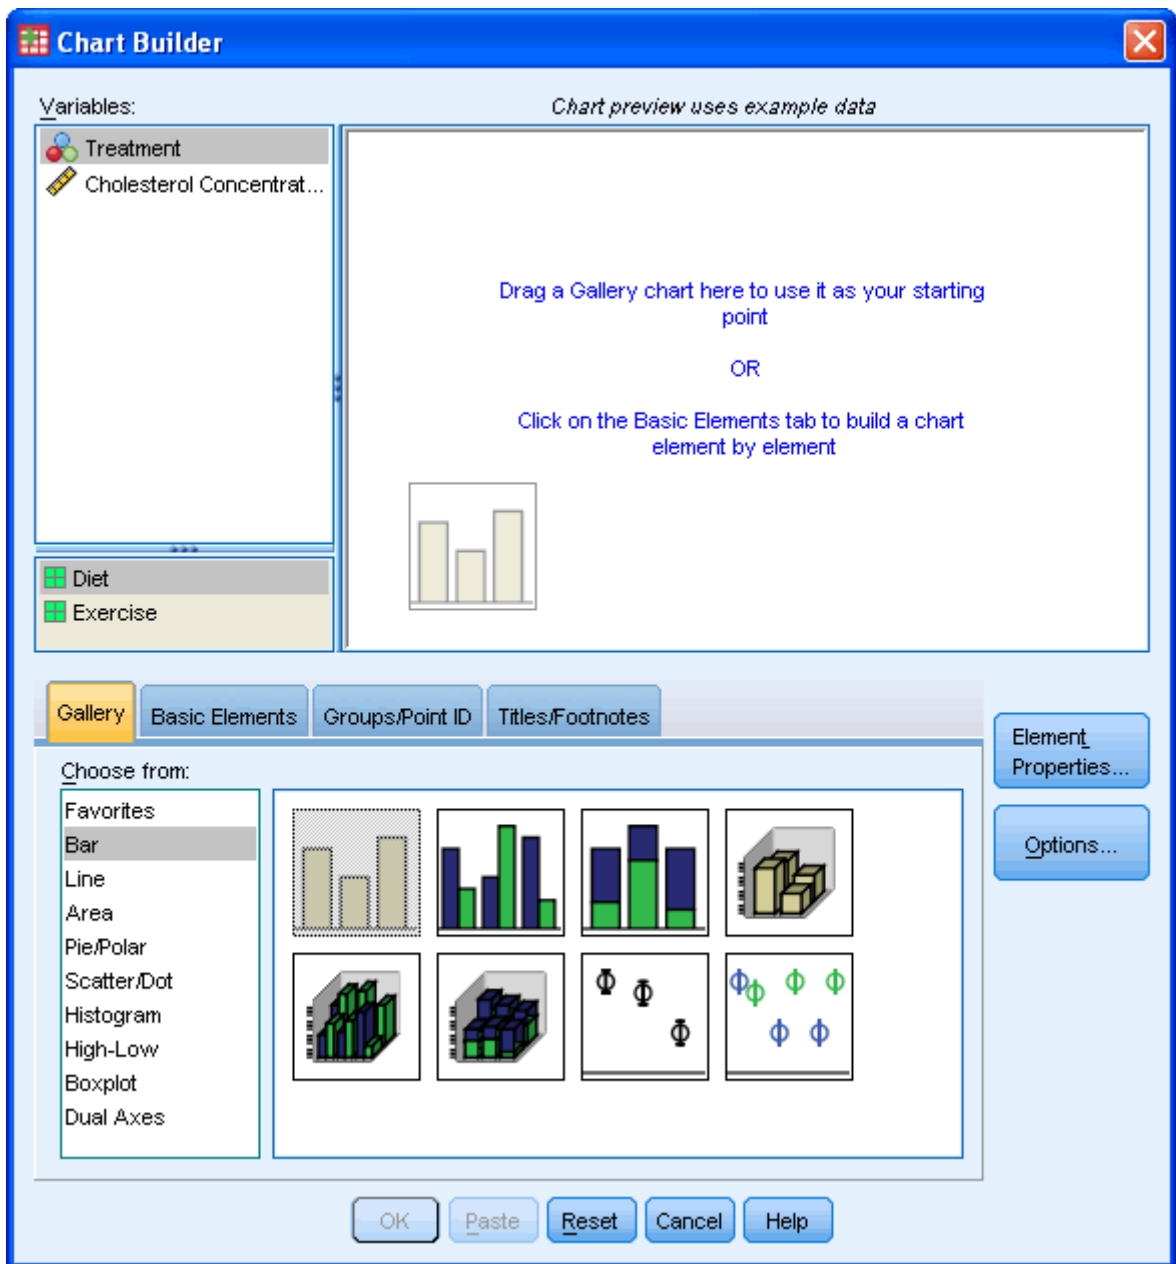 Chart Builder
Variables:
Chart preview uses example data
Treatment
Cholesterol Concentrat...
Drag a Gallery chart here to use it as your starting
point
OR
Click on the Basic Elements tab to build a chart
element by element
Diet
Exercise
Gallery
Basic Elements
Groups/Point ID
Titles/Footnotes
Element
Properties...
Options...
Choose from:
Favorites
Bar
Line
Area
Pie/Polar
Scatter/Dot
Histogram
High-Low
Boxplot
Dual Axes
OK
Paste
Reset
Cancel
Help